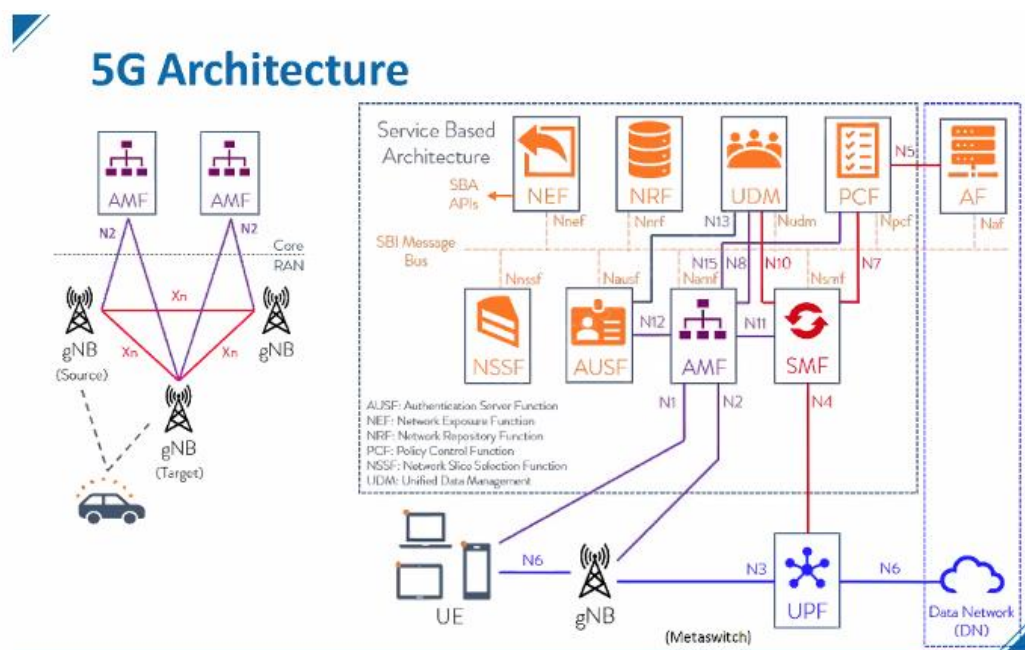 5G Architecture
AMF
AMF
N2
N2
Core
RAN
Xn
gNB
(Source)
gNB
Xn
Xn
gNB
(Target)
Service Based
Architecture
SBA
APIs
NEF
NRF
UDM
PCF
N5
AF
Nnef
Nnrf
N13
Nudm
Npcf
Naf
SBI Message
Bus
Nnssf
Nausf
N15
Namf
N8
N10
Nsmf
N7
NSSF
AUSF
N12
AMF
N11
SMF
N1
N2
N4
AUSF: Authentication Server Function
NEF: Network Exposure Function
NRF: Network Repository Function
PCF: Policy Control Function
NSSF: Network Slice Selection Function
UDM: Unified Data Management
UE
N6
gNB
N3
UPF
N6
Data Network
(DN)
(Metaswitch)